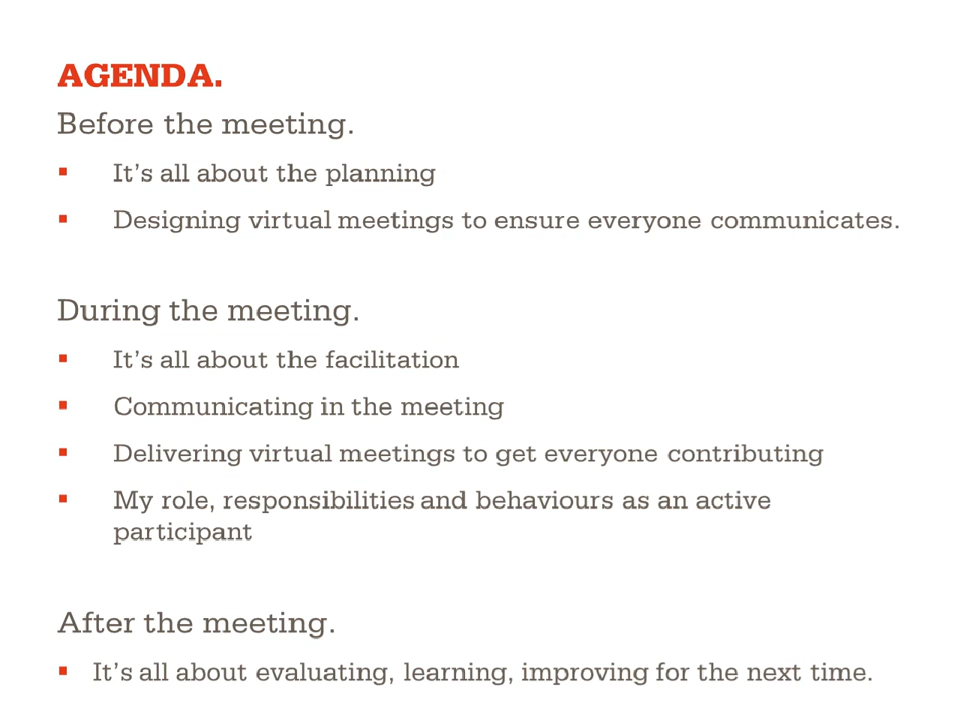 AGENDA.
Before the meeting.
▪ It's all about the planning
▪ Designing virtual meetings to ensure everyone communicates.
During the meeting.
▪ It's all about the facilitation
▪ Communicating in the meeting
▪ Delivering virtual meetings to get everyone contributing
▪ My role, responsibilities and behaviours as an active
participant
After the meeting.
▪ It's all about evaluating, learning, improving for the next time.